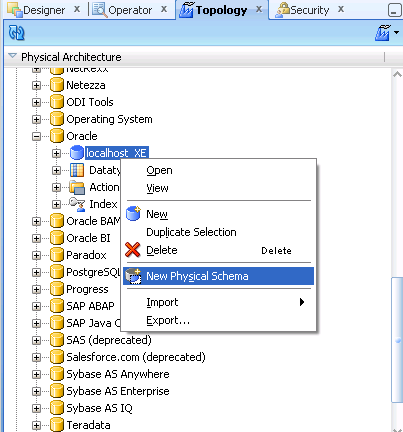 Designer Operator Topology Security
Physical Architecture
NetRexx
Netezza
ODI Tools
Operating System
Oracle
localhost_XE
Dataty
Action
Index
Oracle BAM
Oracle BI
Paradox
PostgreSQL
Progress
SAP ABAP
SAP Java C
SAS (deprecated)
Salesforce.com (deprecated)
Sybase AS Anywhere
Sybase AS Enterprise
Sybase AS IQ
Teradata
Open
View
New
Duplicate Selection
Delete Delete
New Physical Schema
Import
Export...